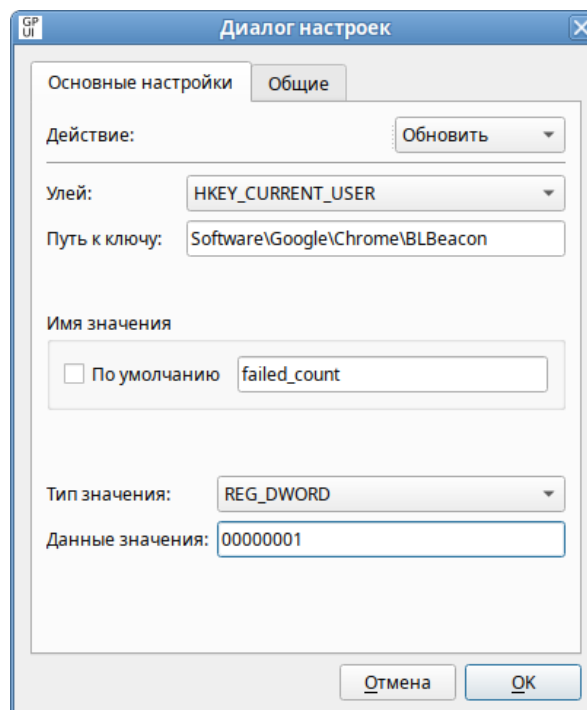 GP
UI
Диалог настроек
Основные настройки
Общие
Действие:
Обновить
Улей:
HKEY_CURRENT_USER
Путь к ключу:
Software\Google\Chrome\BLBeacon
Имя значения
По умолчанию
failed_count
Тип значения:
REG_DWORD
Данные значения:
00000001
Отмена
OK